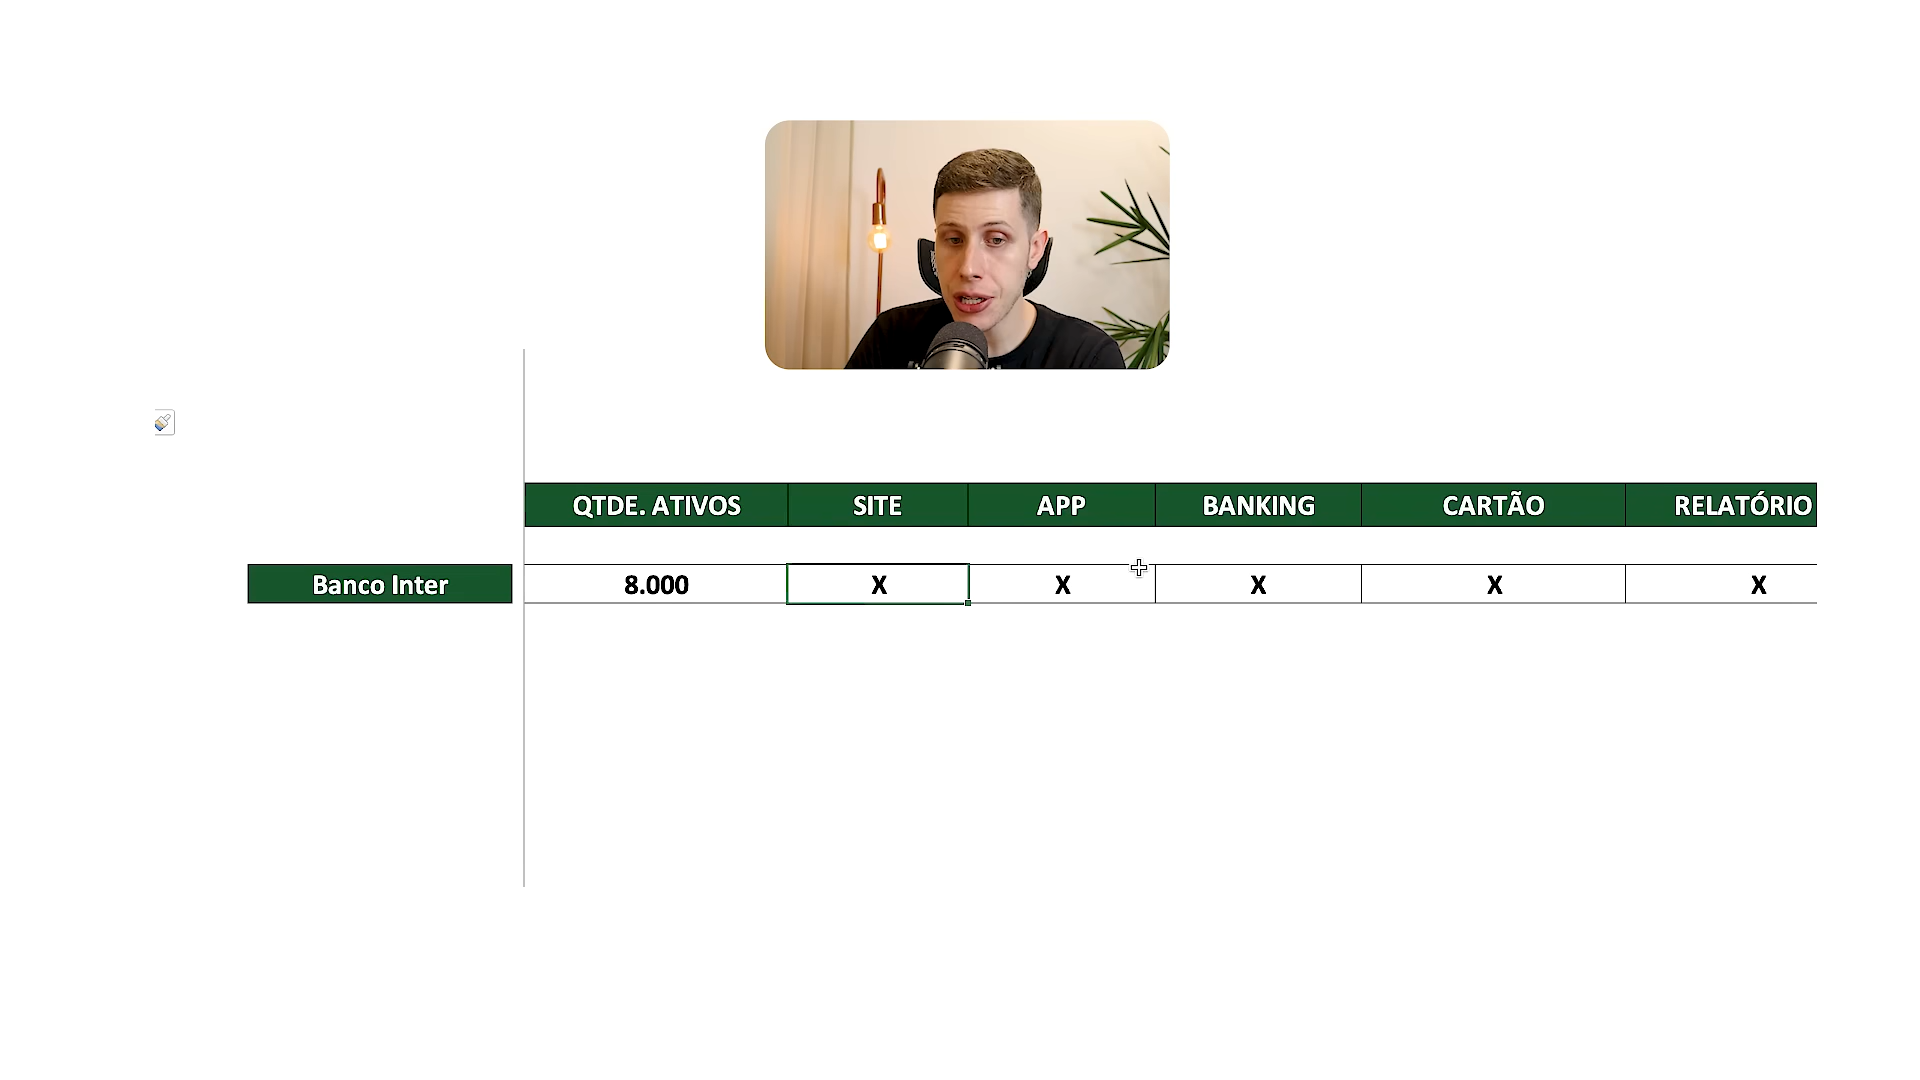 QTDE. ATIVOS SITE APP BANKING CARTÃO RELATÓRIO
Banco Inter 8.000 X X X X X